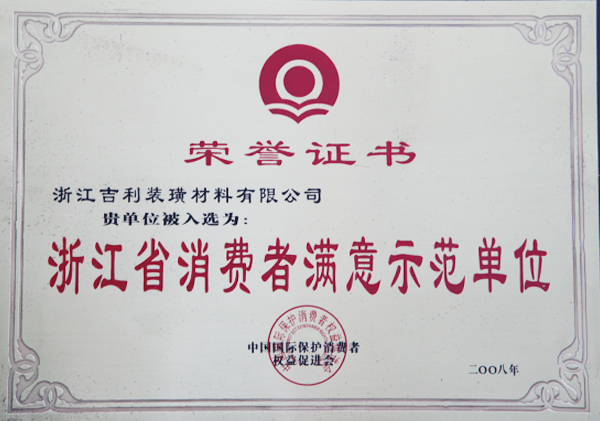 荣誉证书
浙江吉利装璜材料有限公司
贵单位被入选为：
浙江省消费者满意示范单位
中国国际保护消费者
权益促进会
二〇〇八年